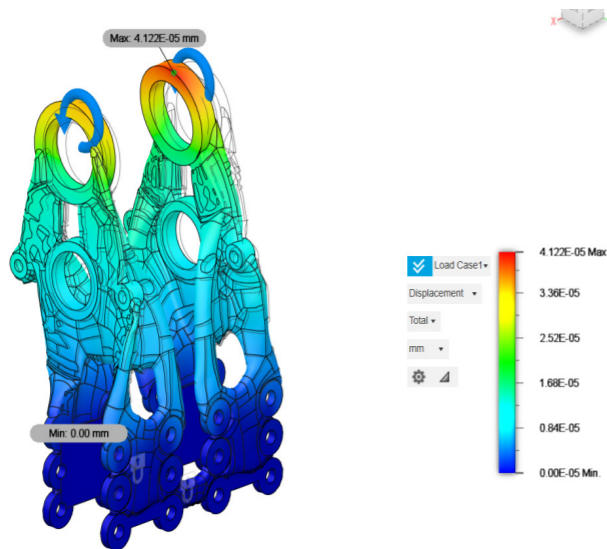 Max: 4.122E-05 mm
X
Load Case1
4.122E-05 Max
Displacement
3.36E-05
Total
2.52E-05
mm
1.68E-05
0.84E-05
Min: 0.00 mm
0.00E-05 Min.